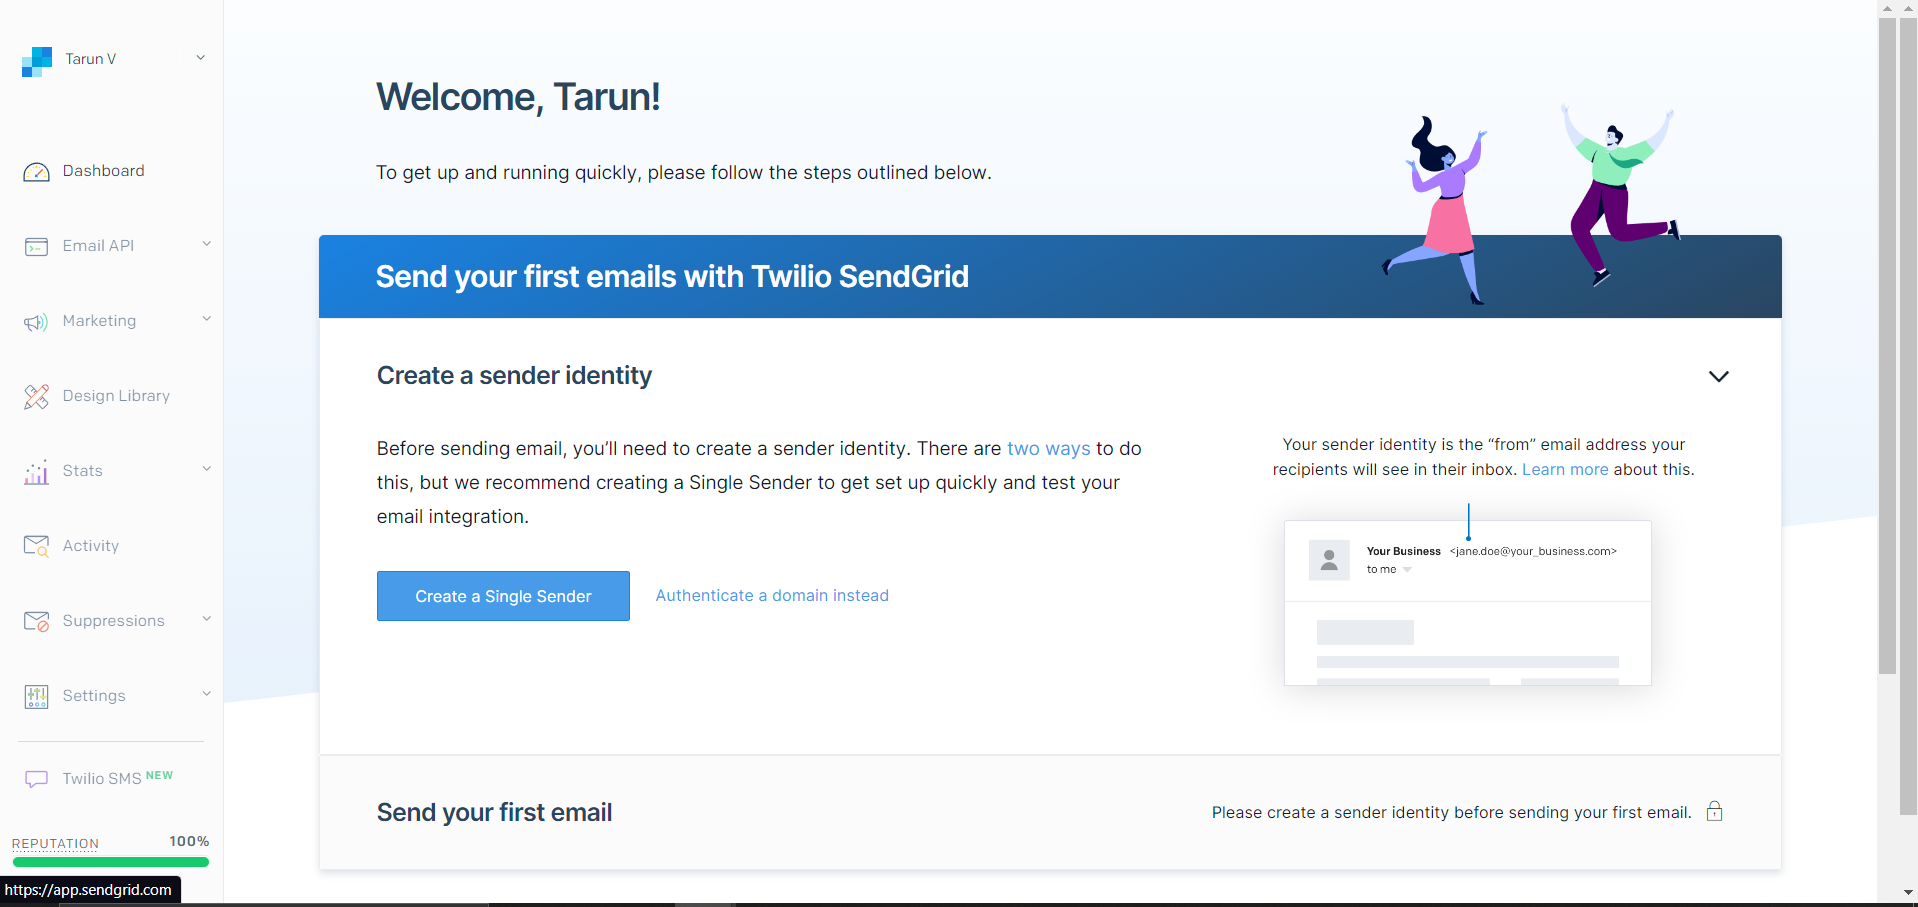 Tarun V
Dashboard
Email API
Marketing
Design Library
Stats
Activity
Suppressions
Settings
Twilio SMS NEW
REPUTATION 100%
https://app.sendgrid.com
Welcome, Tarun!
To get up and running quickly, please follow the steps outlined below.
Send your first emails with Twilio SendGrid
Create a sender identity
Before sending email, you’ll need to create a sender identity. There are two ways to do
this, but we recommend creating a Single Sender to get set up quickly and test your
email integration.
Create a Single Sender
Authenticate a domain instead
Your sender identity is the “from” email address your
recipients will see in their inbox. Learn more about this.
Your Business <jane.doe@your_business.com>
to me
Send your first email
Please create a sender identity before sending your first email.